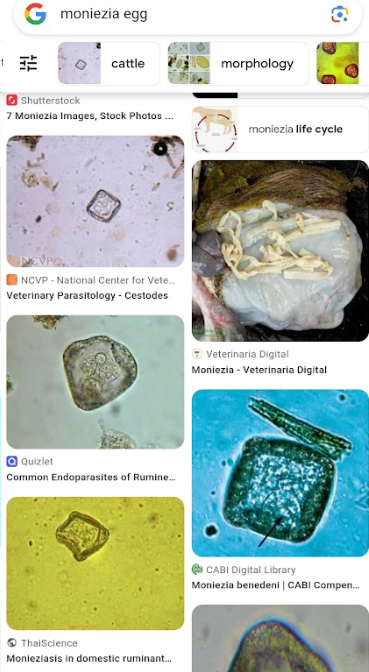 moniezia egg
cattle
morphology
Shutterstock
7 Moniezia Images, Stock Photos ...
NCVP
NCVP - National Center for Vete...
Veterinary Parasitology - Cestodes
Quizlet
Common Endoparasites of Rumine...
ThaiScience
Monieziasis in domestic ruminant...
moniezia life cycle
Veterinaria Digital
Moniezia - Veterinaria Digital
CABI Digital Library
Moniezia benedeni | CABI Compen...